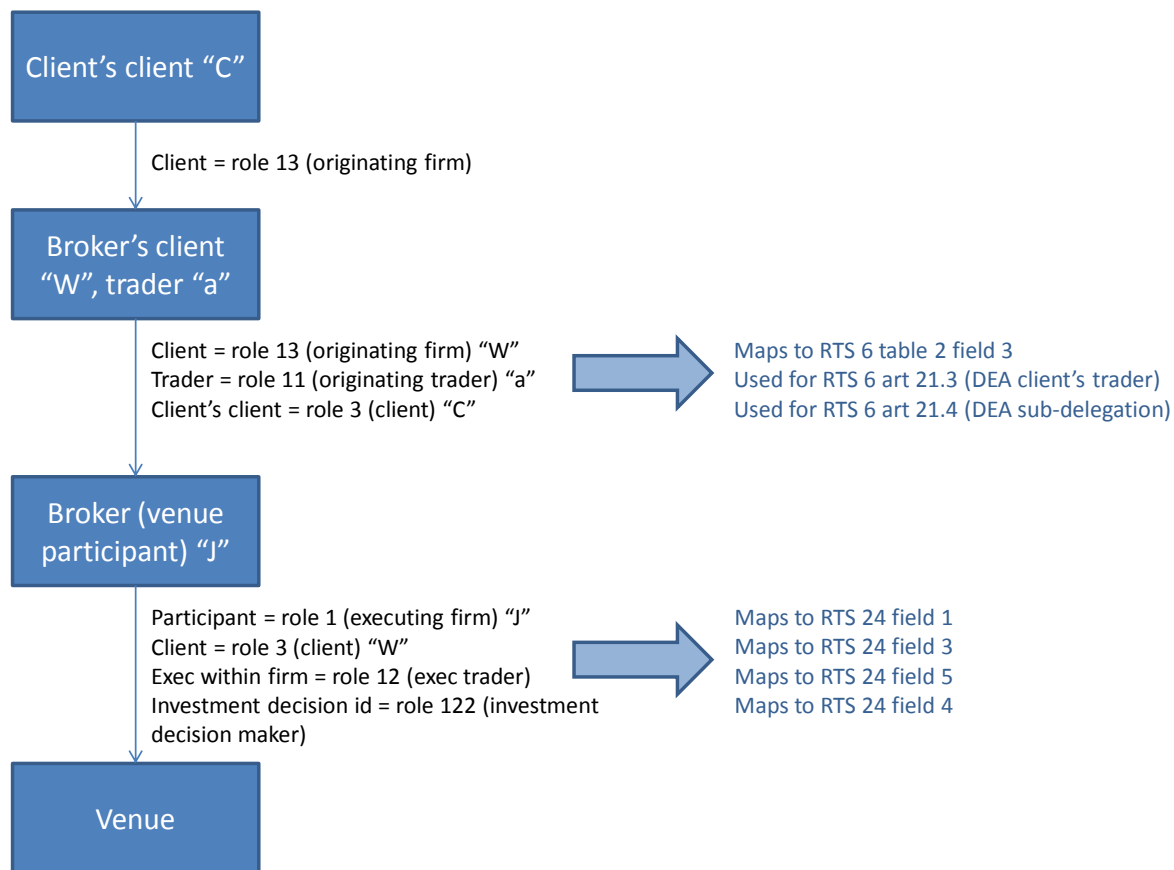 Client’s client “C”
Client = role 13 (originating firm)
Broker’s client
“W”, trader “a”
Client = role 13 (originating firm) “W”
Trader = role 11 (originating trader) “a”
Client’s client = role 3 (client) “C”
Maps to RTS 6 table 2 field 3
Used for RTS 6 art 21.3 (DEA client’s trader)
Used for RTS 6 art 21.4 (DEA sub-delegation)
Broker (venue
participant) “J”
Participant = role 1 (executing firm) “J”
Client = role 3 (client) “W”
Exec within firm = role 12 (exec trader)
Investment decision id = role 122 (investment
decision maker)
Maps to RTS 24 field 1
Maps to RTS 24 field 3
Maps to RTS 24 field 5
Maps to RTS 24 field 4
Venue